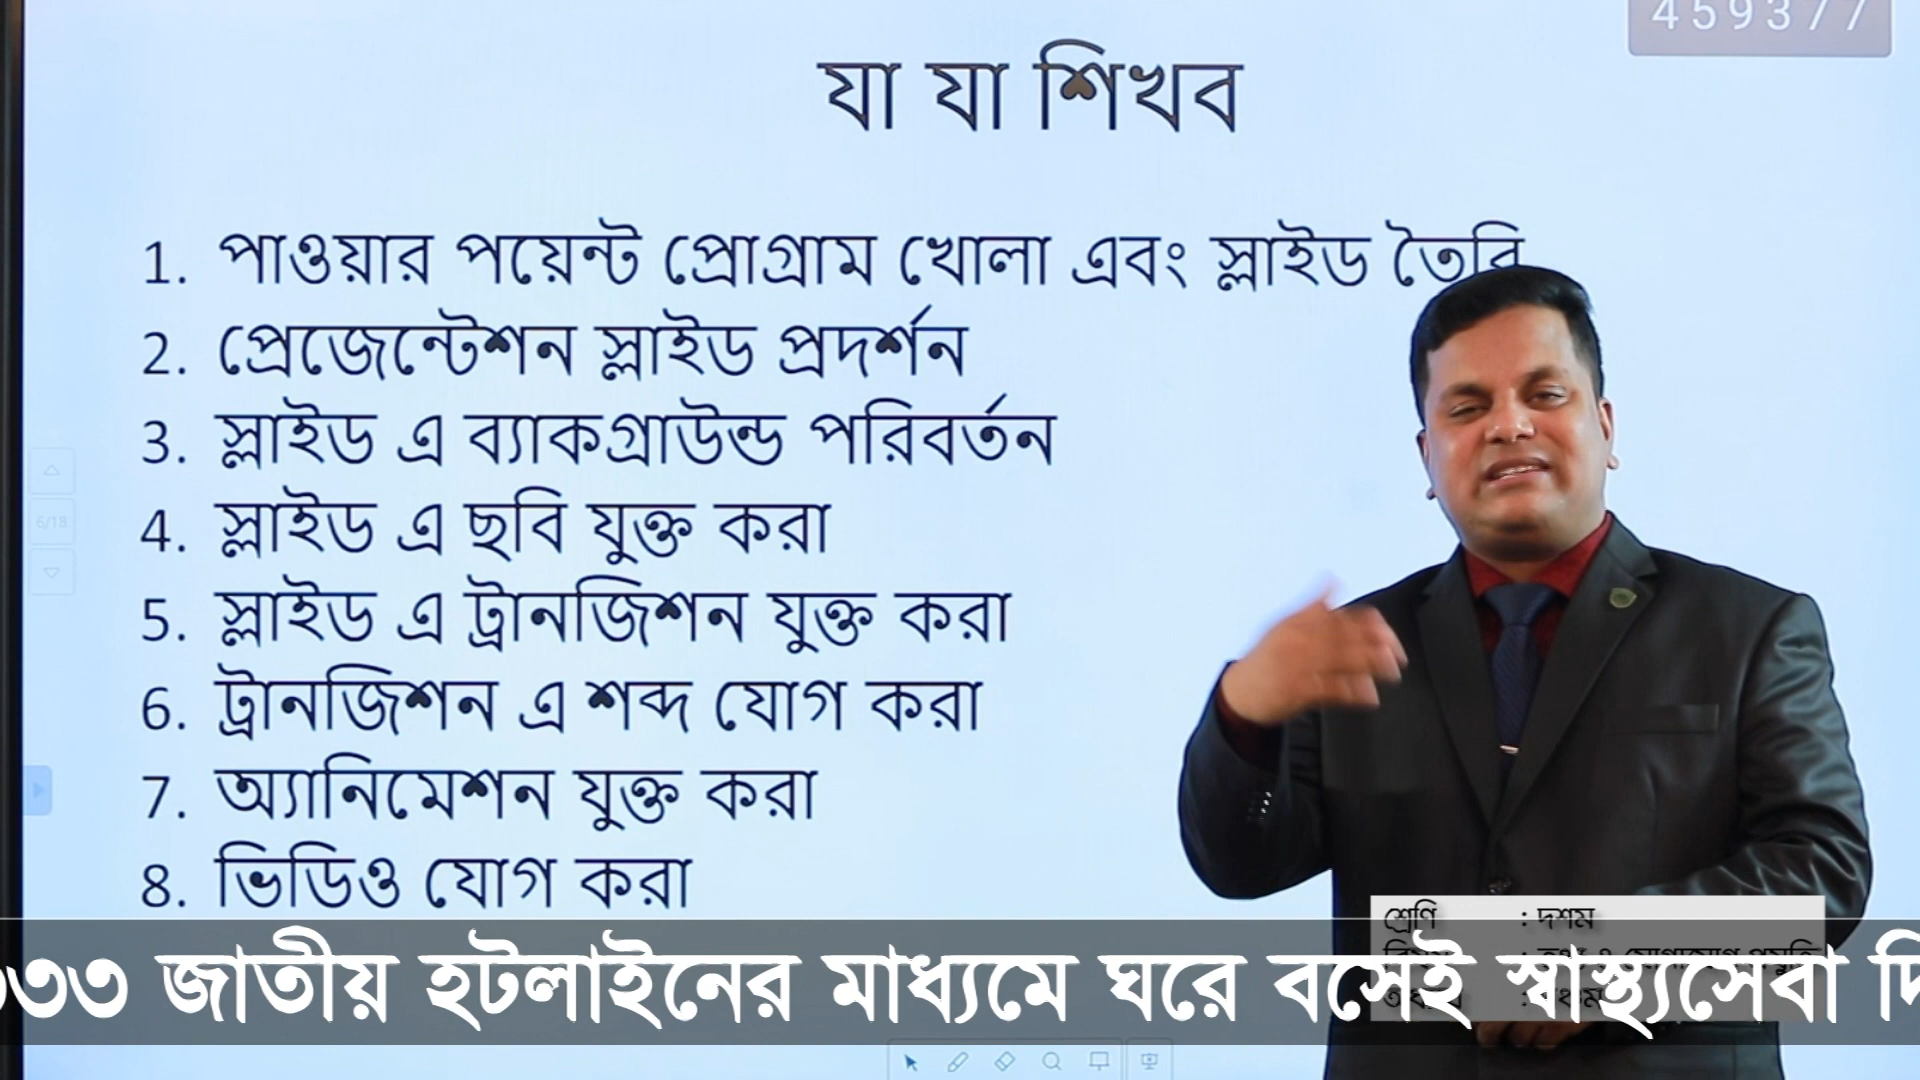 459377
যা যা শিখব
1. পাওয়ার পয়েন্ট প্রোগ্রাম খোলা এবং স্লাইড তৈরি
2. প্রেজেন্টেশন স্লাইড প্রদর্শন
3. স্লাইড এ ব্যাকগ্রাউন্ড পরিবর্তন
4. স্লাইড এ ছবি যুক্ত করা
6/18
5. স্লাইড এ ট্রানজিশন যুক্ত করা
6. ট্রানজিশন এ শব্দ যোগ করা
7. অ্যানিমেশন যুক্ত করা
8. ভিডিও যোগ করা
শ্রেণি : দশম
৩৩৩ জাতীয় হটলাইনের মাধ্যমে ঘরে বসেই স্বাস্থ্যসেবা